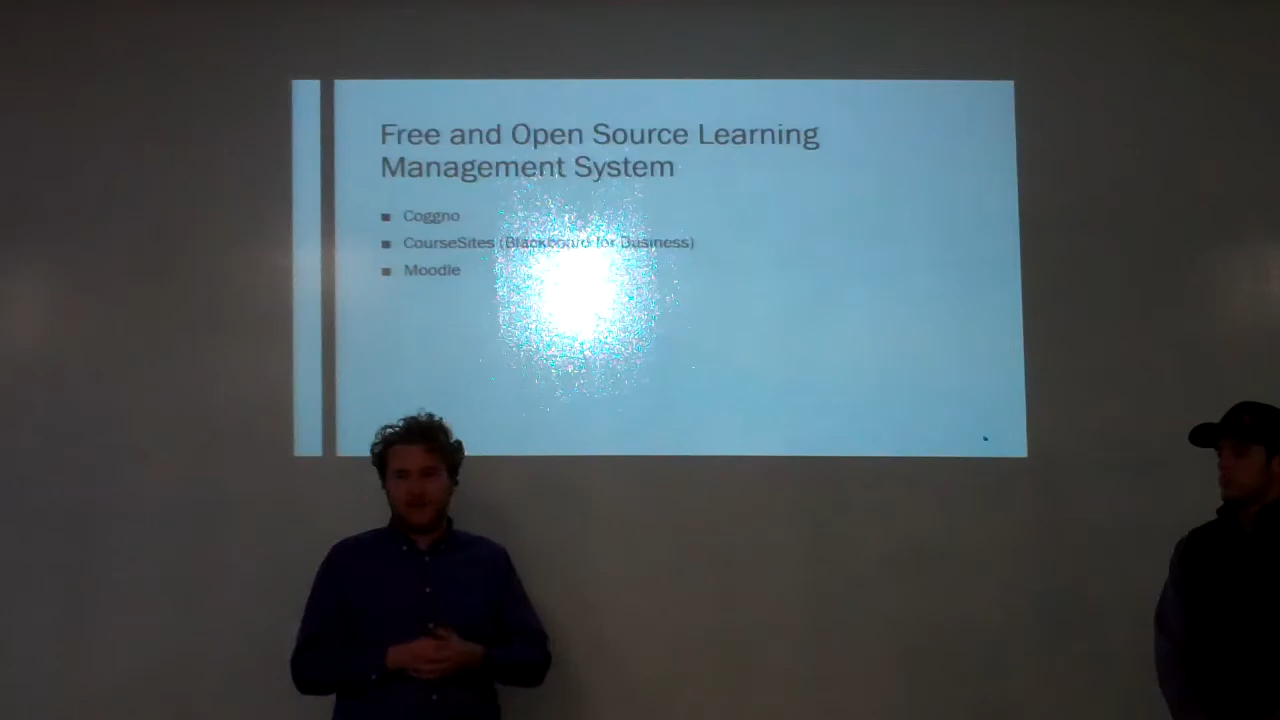 Free and Open Source Learning
Management System
Coggno
CourseSites (Blackboard for Business)
Moodle